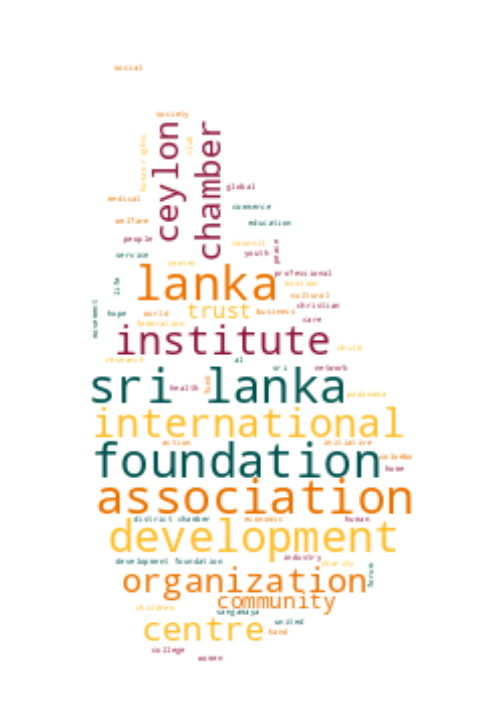 social
society
human rights
club
ceylon
chamber
global
medical
commerce
welfare
education
people
council
peace
service
youth
center
professional
lanka
mission
life
cultural
movement
christian
hope
world
trust
business
care
federation
institute
child
research
al
sri
network
sri lanka
health
fund
international
action
initiative
foundation
colombo
home
association
district chamber
economic
human
development
industry
development foundation
charity
forum
organization
community
children
sangamaya
united
centre
hand
college
women